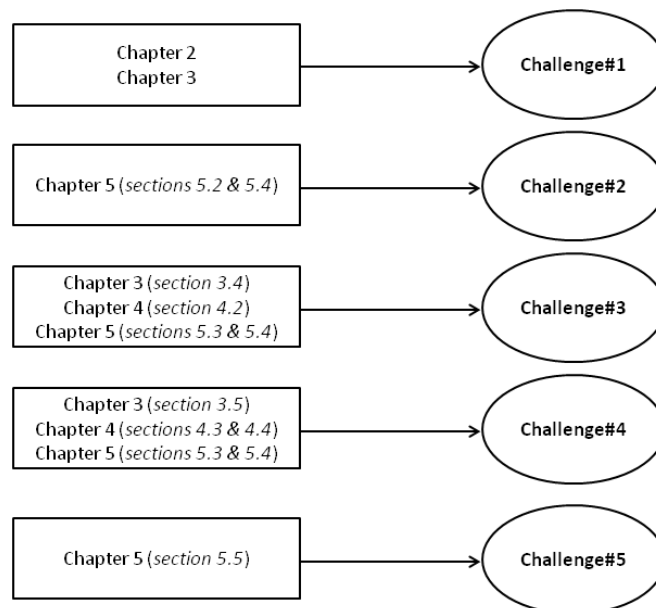 Chapter 2
Chapter 3
Challenge#1
Chapter 5 (sections 5.2 & 5.4)
Challenge#2
Chapter 3 (section 3.4)
Chapter 4 (section 4.2)
Chapter 5 (sections 5.3 & 5.4)
Challenge#3
Chapter 3 (section 3.5)
Chapter 4 (sections 4.3 & 4.4)
Chapter 5 (sections 5.3 & 5.4)
Challenge#4
Chapter 5 (section 5.5)
Challenge#5